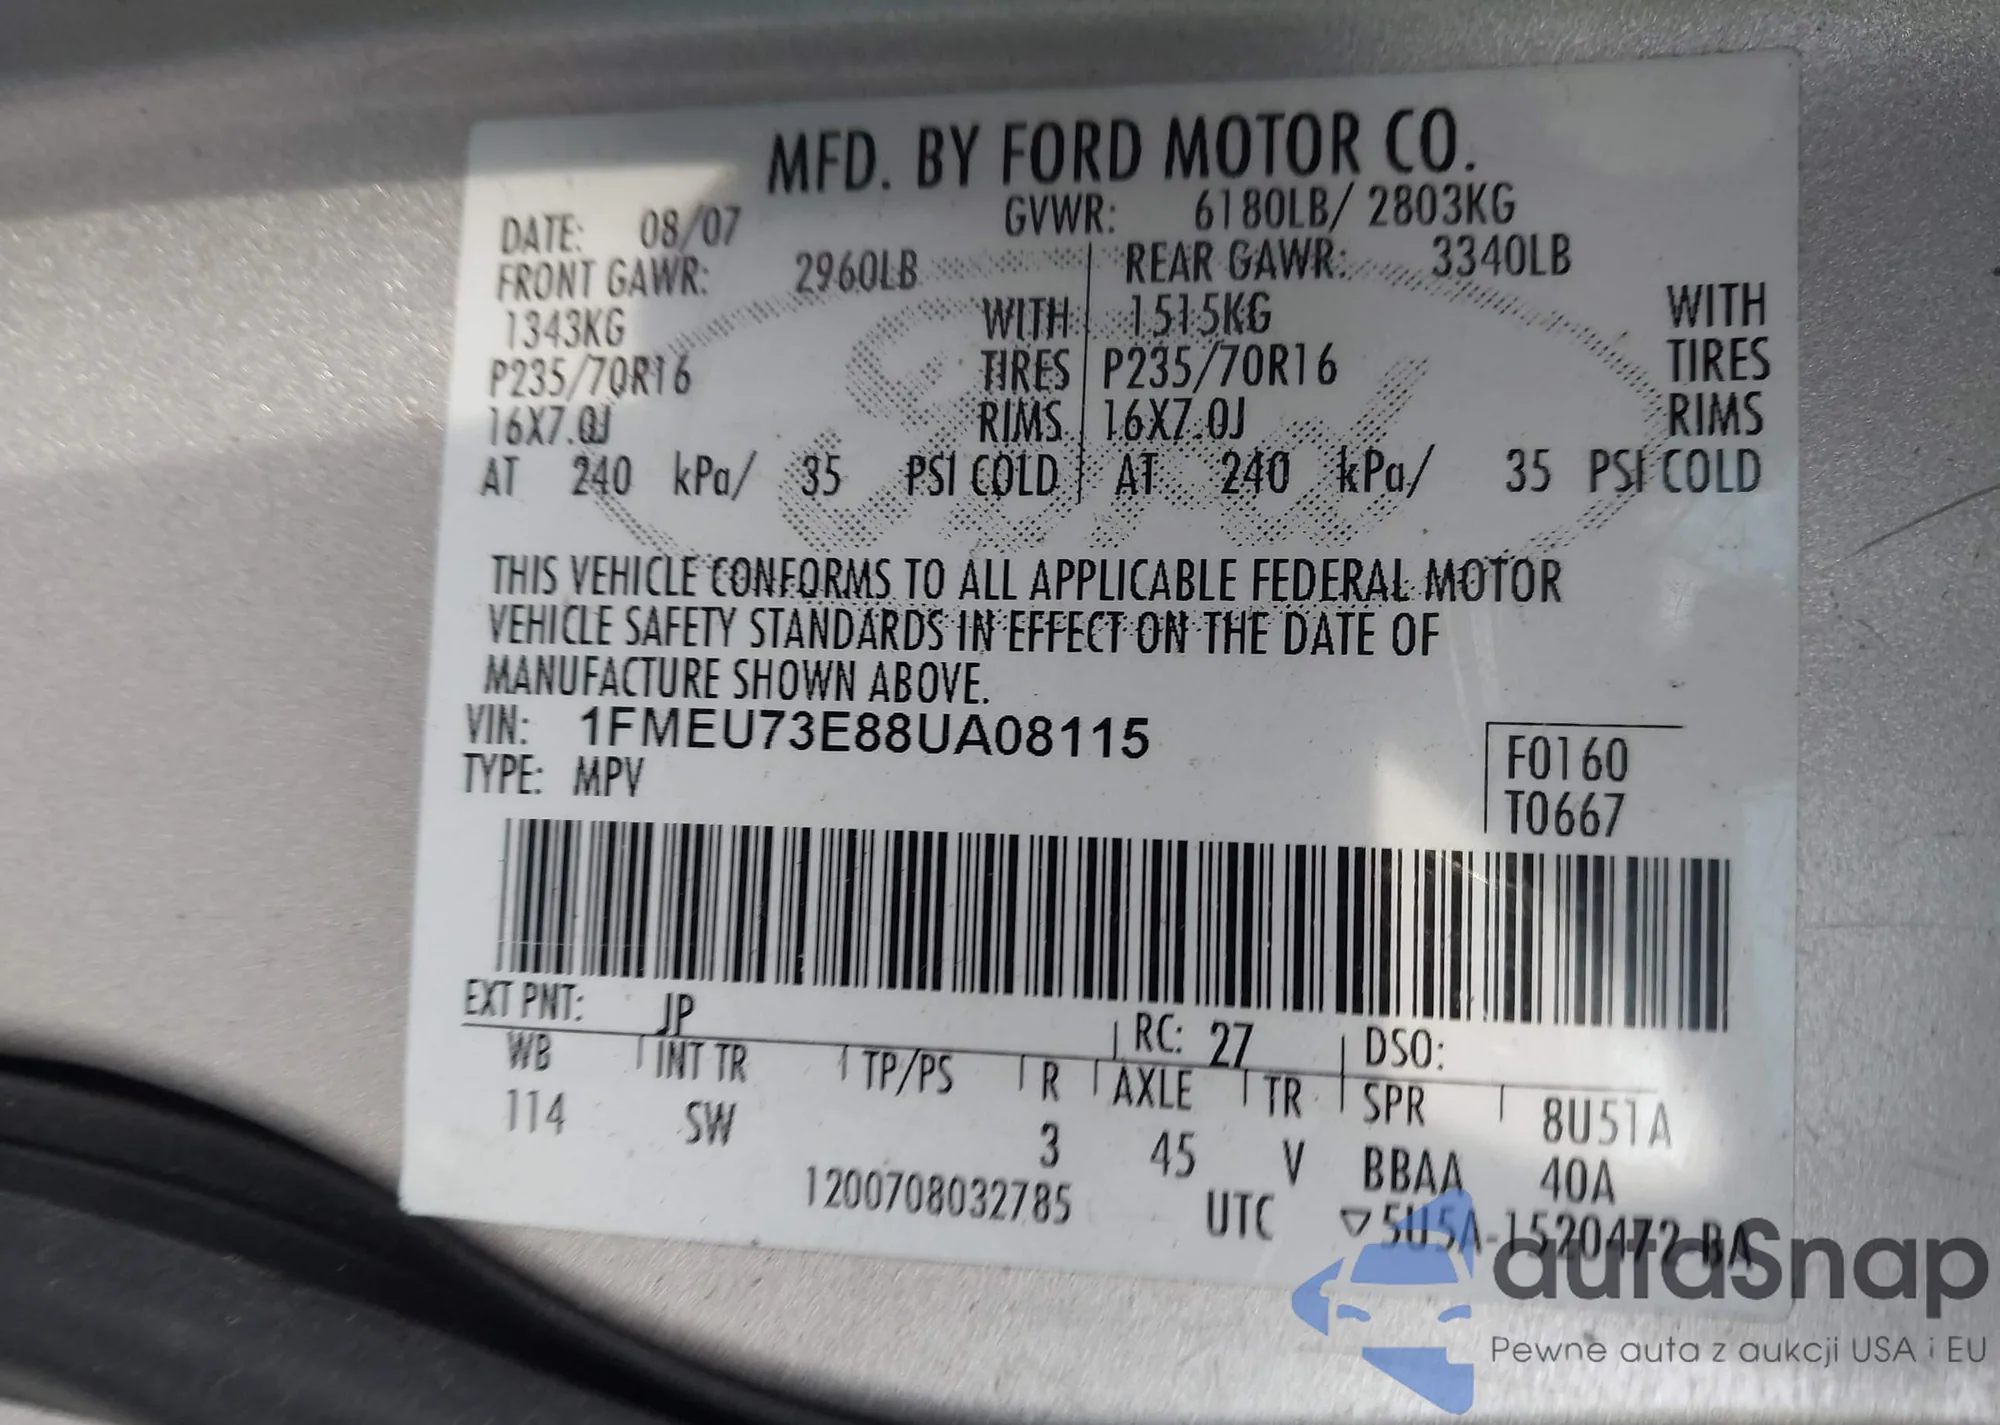 MFD. BY FORD MOTOR CO.
DATE: 08/07 GVWR: 6180LB/ 2803KG
FRONT GAWR: 2960LB REAR GAWR: 3340LB
1343KG WITH 1515KG WITH
P235/70R16 TIRES P235/70R16 TIRES
16X7.0J RIMS 16X7.0J RIMS
AT 240 kPa/ 35 PSI COLD AT 240 kPa/ 35 PSI COLD
THIS VEHICLE CONFORMS TO ALL APPLICABLE FEDERAL MOTOR
VEHICLE SAFETY STANDARDS IN EFFECT ON THE DATE OF
MANUFACTURE SHOWN ABOVE.
VIN: 1FMEU73E88UA08115
TYPE: MPV
F0160
T0667
EXT PNT: JP RC: 27 DSO:
WB INT TR TP/PS R AXLE TR SPR 8U51A
114 SW 3 45 V BBAA 40A
1200708032785 UTC ▽5U5A-1520472-BA
autaSnap
Pewne auta z aukcji USA i EU